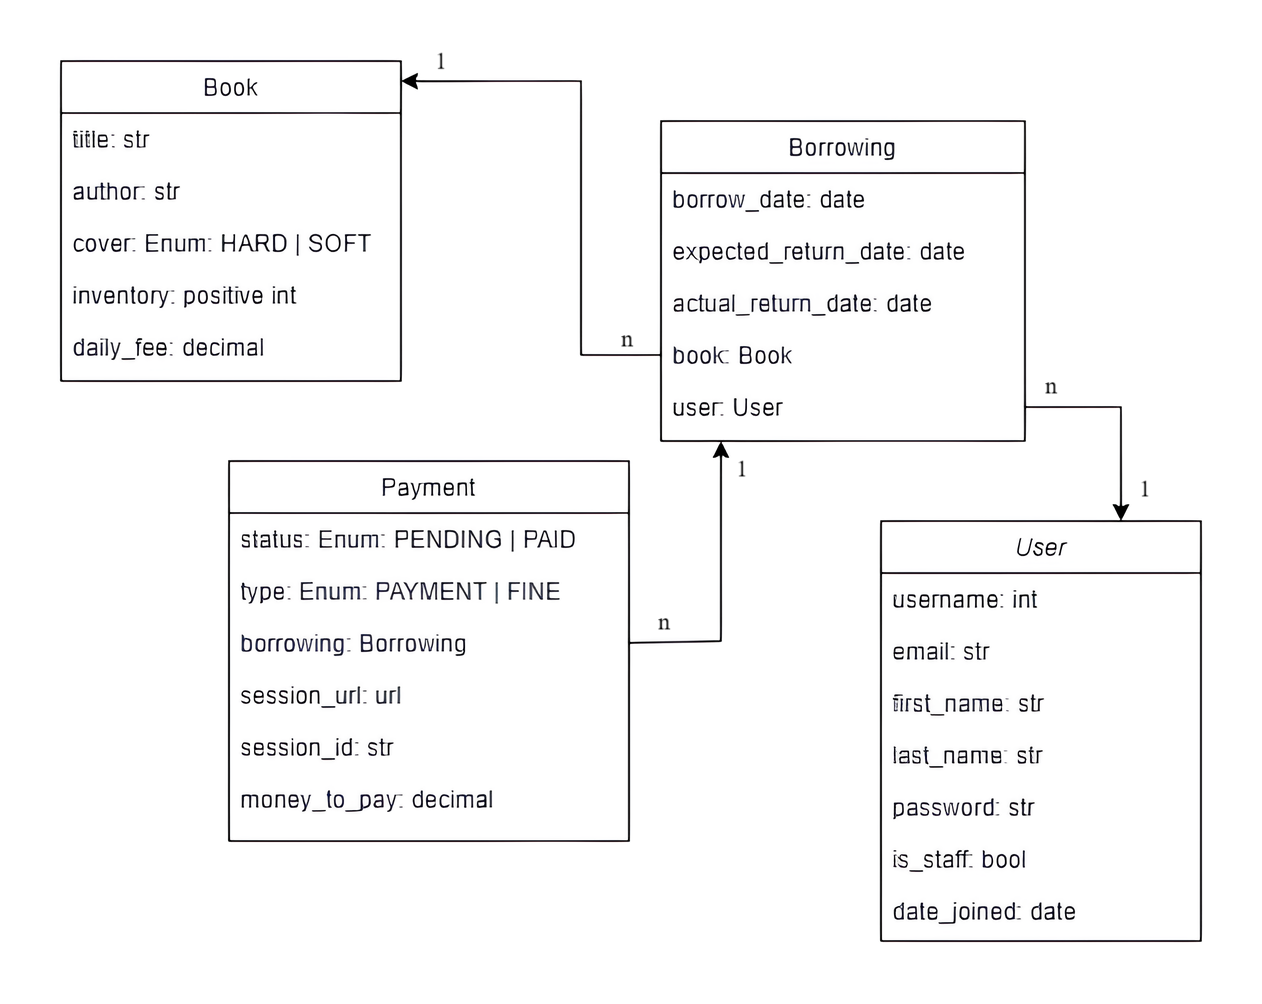 Book
title: str
author: str
cover: Enum: HARD | SOFT
inventory: positive int
daily_fee: decimal
1
n
Borrowing
borrow_date: date
expected_return_date: date
actual_return_date: date
book: Book
user: User
n
1
1
n
Payment
status: Enum: PENDING | PAID
type: Enum: PAYMENT | FINE
borrowing: Borrowing
session_url: url
session_id: str
money_to_pay: decimal
User
username: int
email: str
first_name: str
last_name: str
password: str
is_staff: bool
date_joined: date